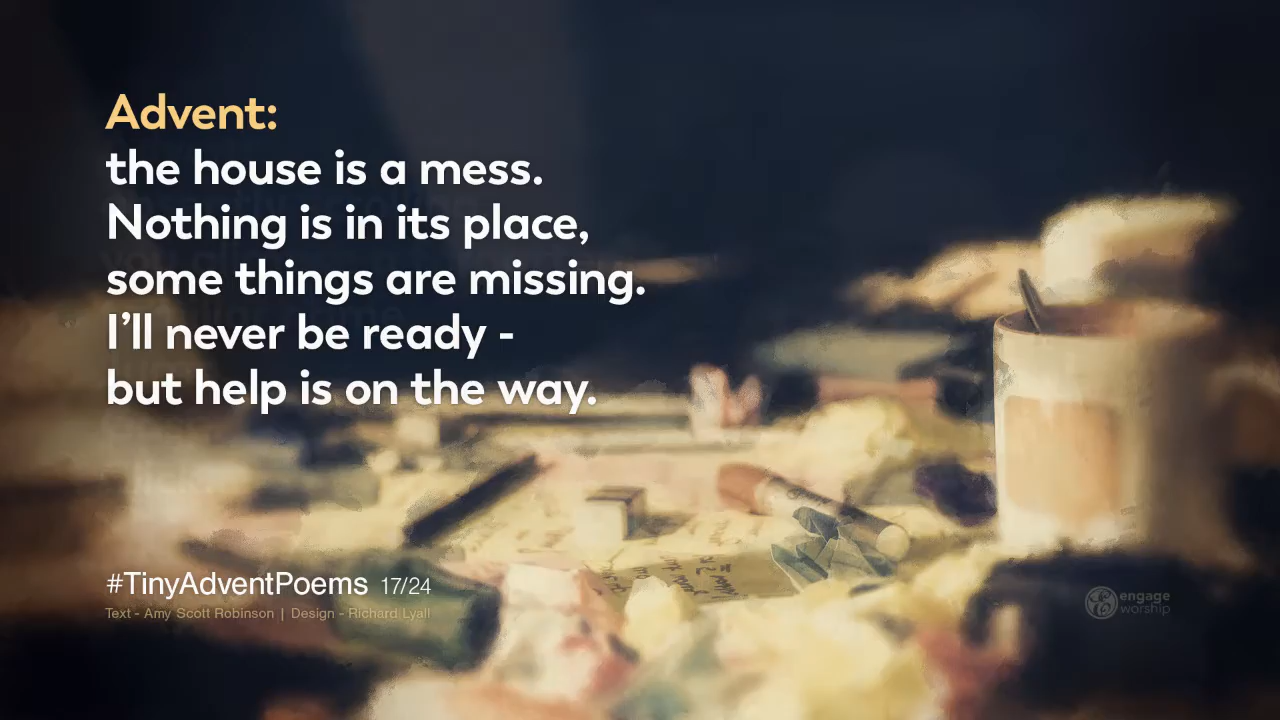 Advent:
the house is a mess.
Nothing is in its place,
some things are missing.
I’ll never be ready -
but help is on the way.
#TinyAdventPoems 17/24
Text - Amy Scott Robinson | Design - Richard Lyall
engage
worship